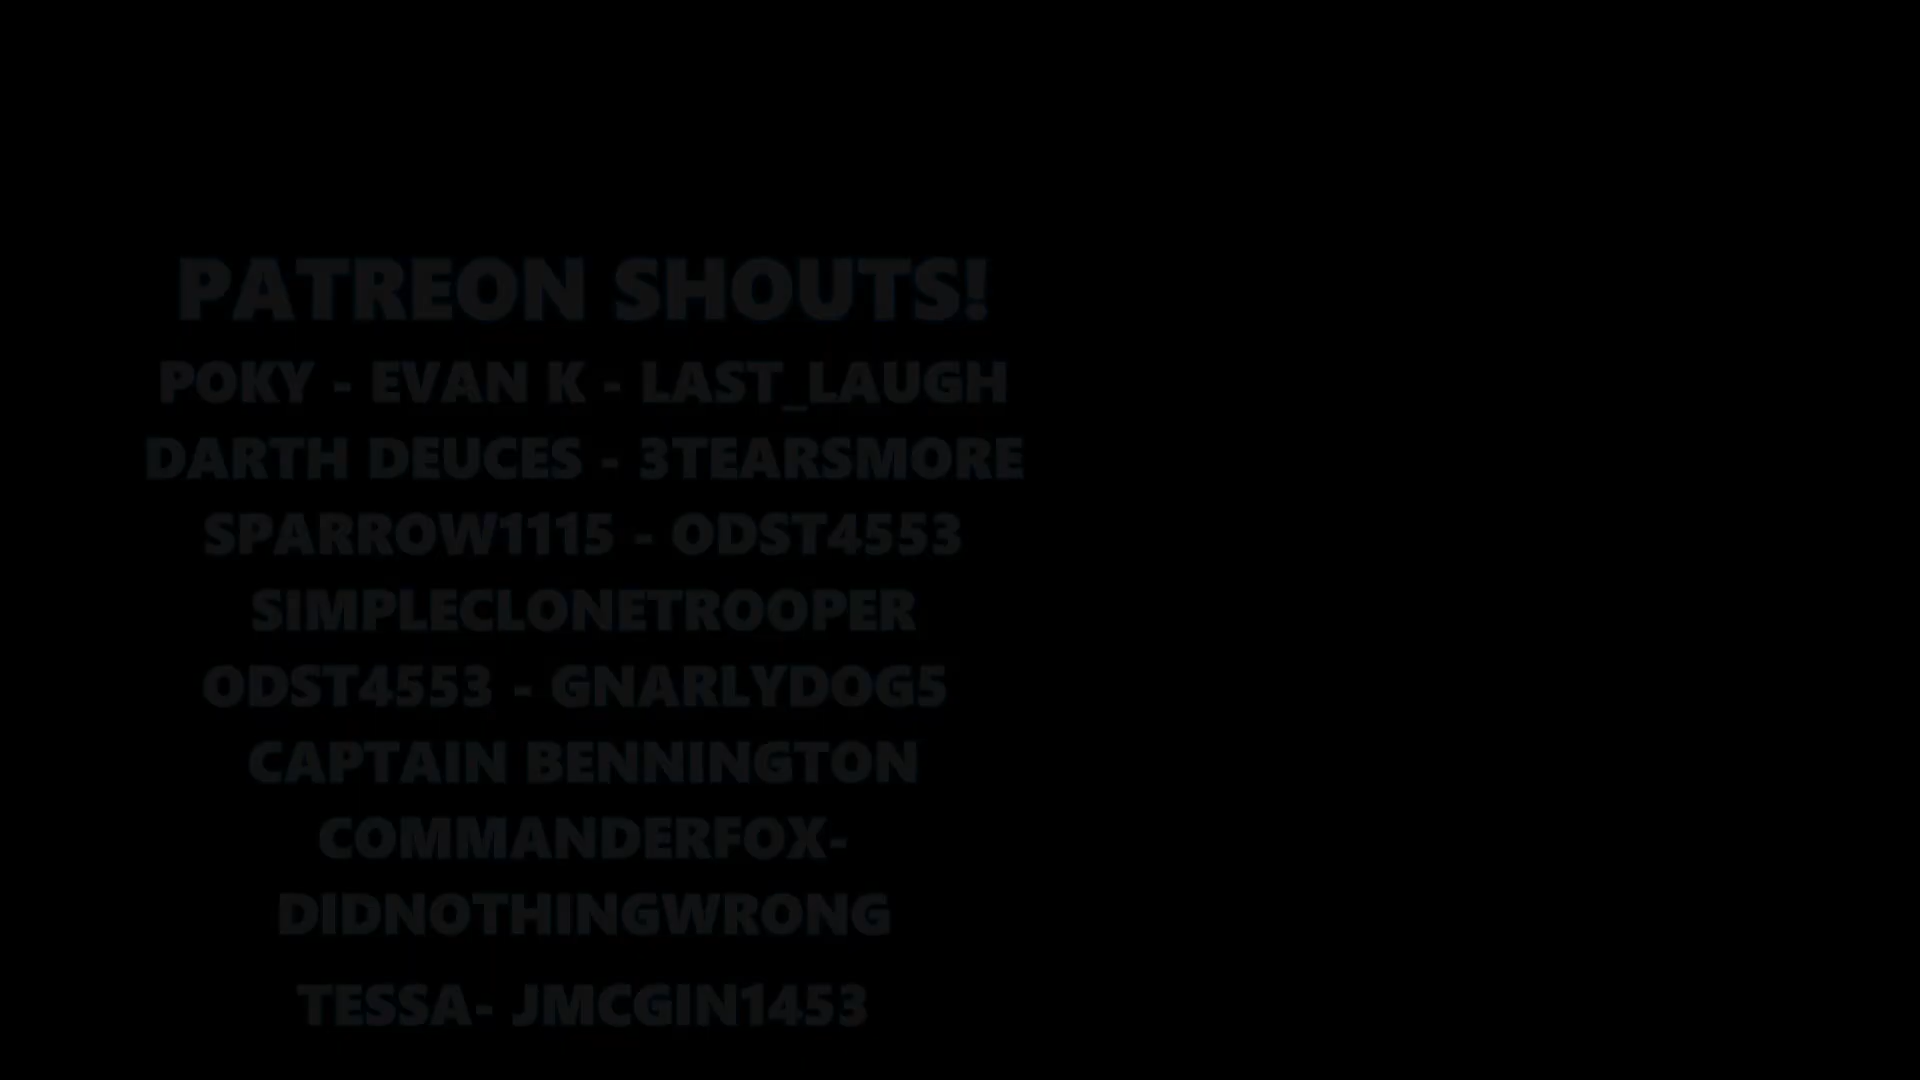 PATREON SHOUTS!
POKY - EVAN K - LAST_LAUGH
DARTH DEUCES - 3TEARSMORE
SPARROW1115 - ODST4553
SIMPLECLONETROOPER
ODST4553 - GNARLYDOG5
CAPTAIN BENNINGTON
COMMANDERFOX-
DIDNOTHINGWRONG
TESSA- JMCGIN1453